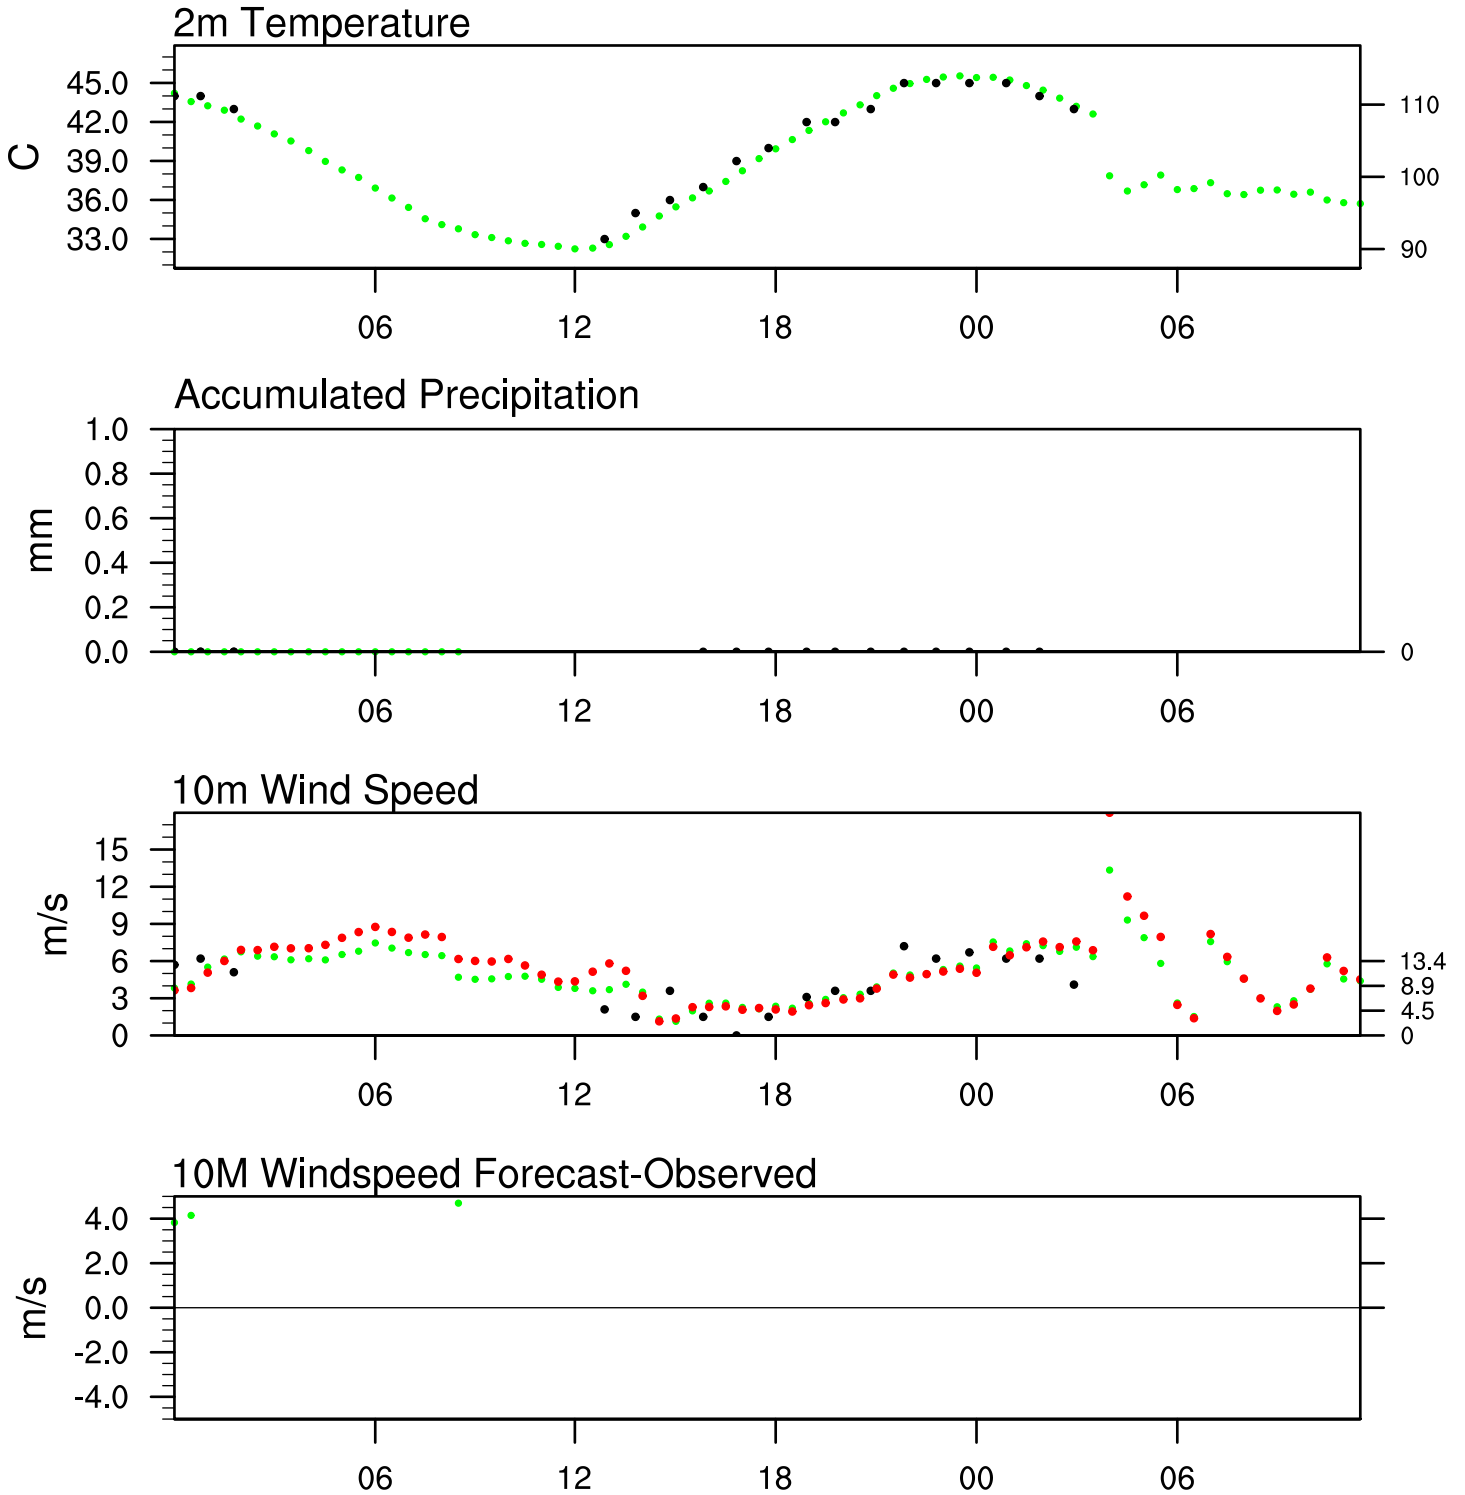 2m Temperature
45.0
42.0
39.0
36.0
33.0
C
110
100
90
06 12 18 00 06
Accumulated Precipitation
1.0
0.8
0.6
0.4
0.2
0.0
mm
0
06 12 18 00 06
10m Wind Speed
15
12
9
6
3
0
m/s
13.4
8.9
4.5
0
06 12 18 00 06
10M Windspeed Forecast-Observed
4.0
2.0
0.0
-2.0
-4.0
m/s
06 12 18 00 06